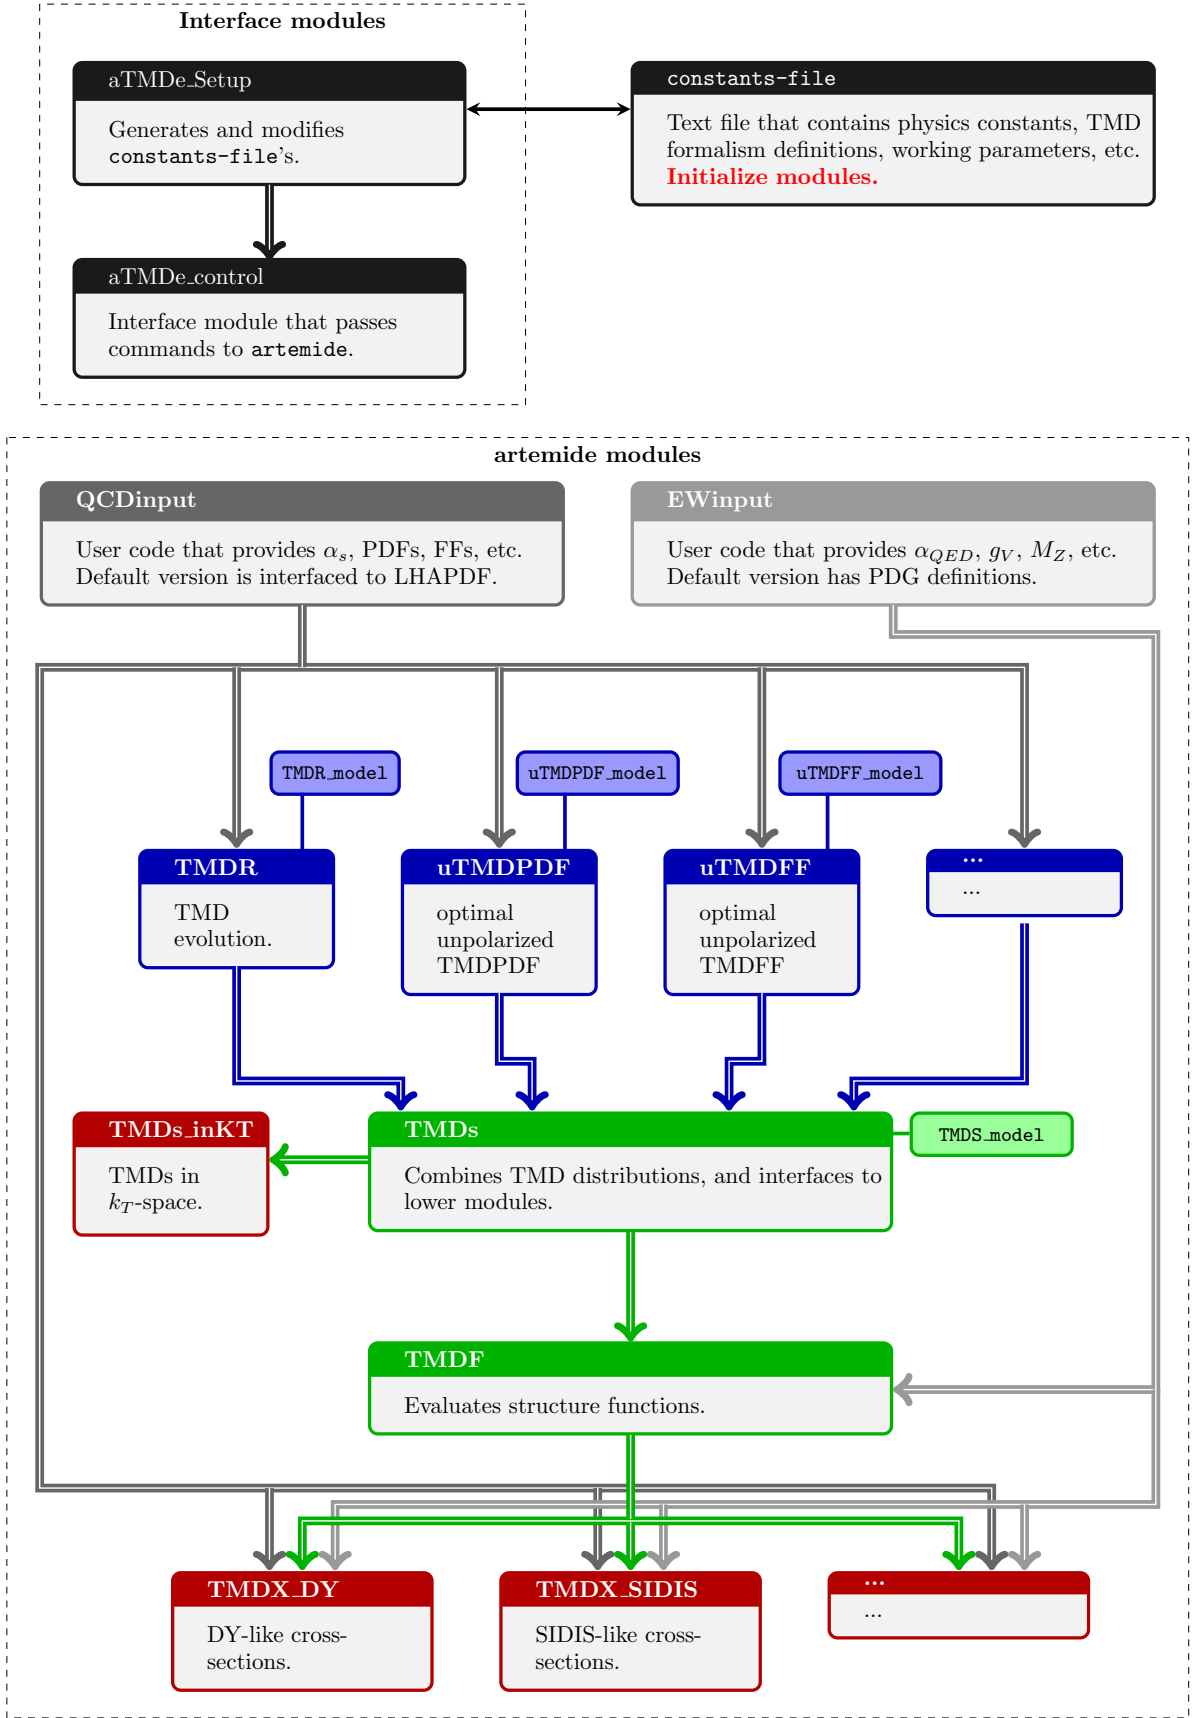 Interface modules
aTMDe_Setup
Generates and modifies
constants-file's.
constants-file
Text file that contains physics constants, TMD
formalism definitions, working parameters, etc.
Initialize modules.
aTMDe_control
Interface module that passes
commands to artemide.
artemide modules
QCDinput
User code that provides α_s, PDFs, FFs, etc.
Default version is interfaced to LHAPDF.
EWinput
User code that provides α_QED, g_V, M_Z, etc.
Default version has PDG definitions.
TMDR_model
uTMDPDF_model
uTMDFF_model
TMDR
TMD
evolution.
uTMDPDF
optimal
unpolarized
TMDPDF
uTMDFF
optimal
unpolarized
TMDFF
...
...
TMDs_inKT
TMDs in
k_T-space.
TMDs
Combines TMD distributions, and interfaces to
lower modules.
TMDS_model
TMDF
Evaluates structure functions.
TMDX_DY
DY-like cross-
sections.
TMDX_SIDIS
SIDIS-like cross-
sections.
...
...